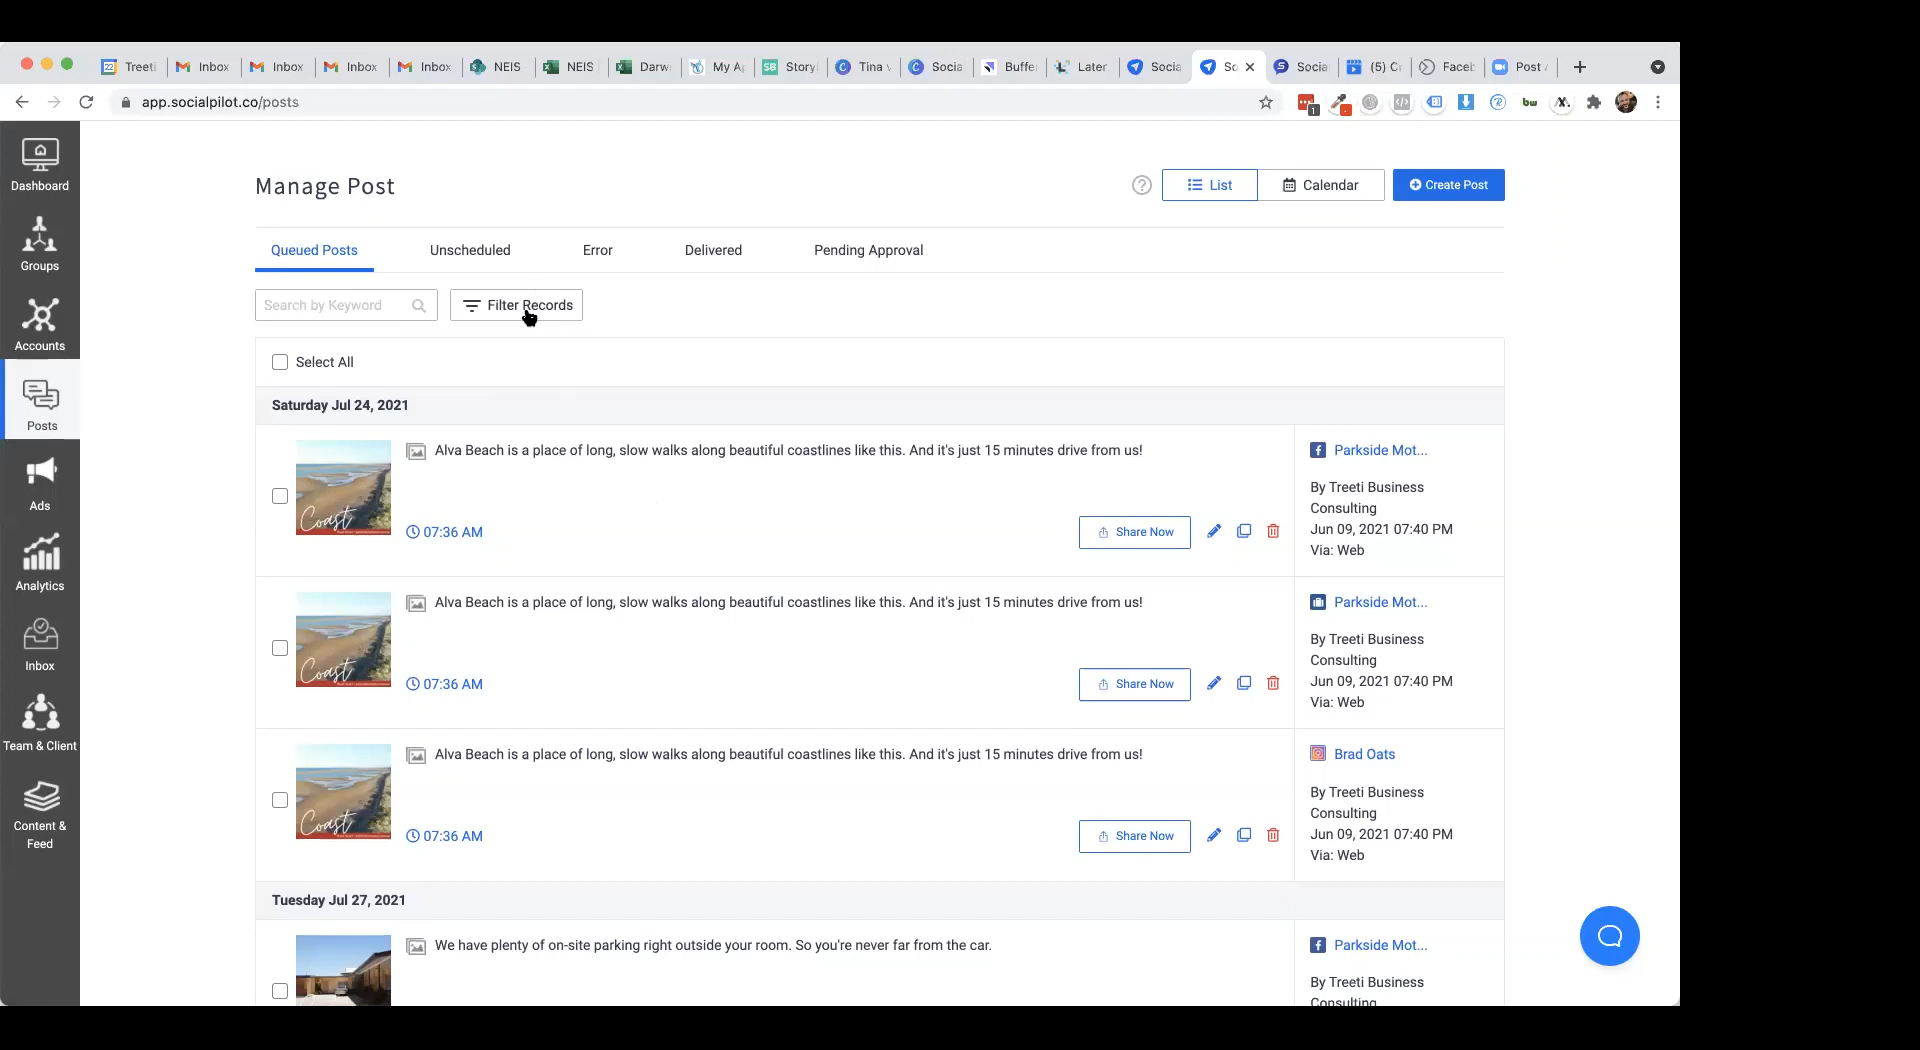 22 Treeti
Inbox
Inbox
Inbox
Inbox
NEIS
NEIS
Darw
My A
SB Story
Tina
Socia
Buffe
Later
Socia
So
Socia
(5) C
Faceb
Post
app.socialpilot.co/posts
1
bw
Dashboard
Groups
Accounts
Posts
Ads
Analytics
Inbox
Team & Client
Content &
Feed
Manage Post
?
List
Calendar
Create Post
Queued Posts
Unscheduled
Error
Delivered
Pending Approval
Search by Keyword
Filter Records
Select All
Saturday Jul 24, 2021
Coast
Alva Beach is a place of long, slow walks along beautiful coastlines like this. And it's just 15 minutes drive from us!
07:36 AM
Share Now
Parkside Mot...
By Treeti Business
Consulting
Jun 09, 2021 07:40 PM
Via: Web
Coast
Alva Beach is a place of long, slow walks along beautiful coastlines like this. And it's just 15 minutes drive from us!
07:36 AM
Share Now
Parkside Mot...
By Treeti Business
Consulting
Jun 09, 2021 07:40 PM
Via: Web
Coast
Alva Beach is a place of long, slow walks along beautiful coastlines like this. And it's just 15 minutes drive from us!
07:36 AM
Share Now
Brad Oats
By Treeti Business
Consulting
Jun 09, 2021 07:40 PM
Via: Web
Tuesday Jul 27, 2021
We have plenty of on-site parking right outside your room. So you're never far from the car.
Parkside Mot...
By Treeti Business
Consulting